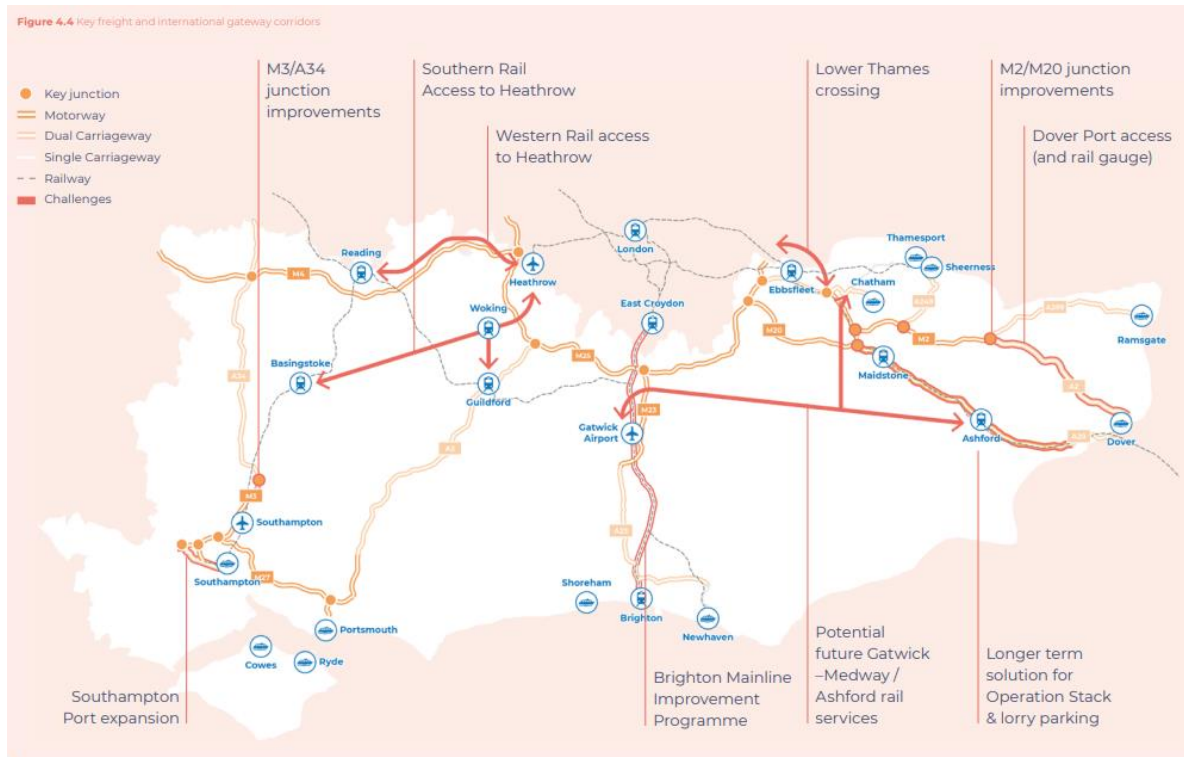 Figure 4.4 Key freight and international gateway corridors
Key junction
Motorway
Dual Carriageway
Single Carriageway
Railway
Challenges
M3/A34
junction
improvements
Southern Rail
Access to Heathrow
Western Rail access
to Heathrow
Lower Thames
crossing
M2/M20 junction
improvements
Dover Port access
(and rail gauge)
Reading
M4
Heathrow
London
Ebbsfleet
Thamesport
Sheerness
Chatham
A249
A299
Ramsgate
Woking
East Croydon
M20
M2
Basingstoke
A34
Guildford
M25
Maidstone
A2
M23
Gatwick
Airport
Ashford
A20
Dover
A3
M3
Southampton
Southampton
M27
A23
Shoreham
Brighton
Newhaven
Portsmouth
Cowes
Ryde
Southampton
Port expansion
Brighton Mainline
Improvement
Programme
Potential
future Gatwick
–Medway /
Ashford rail
services
Longer term
solution for
Operation Stack
& lorry parking